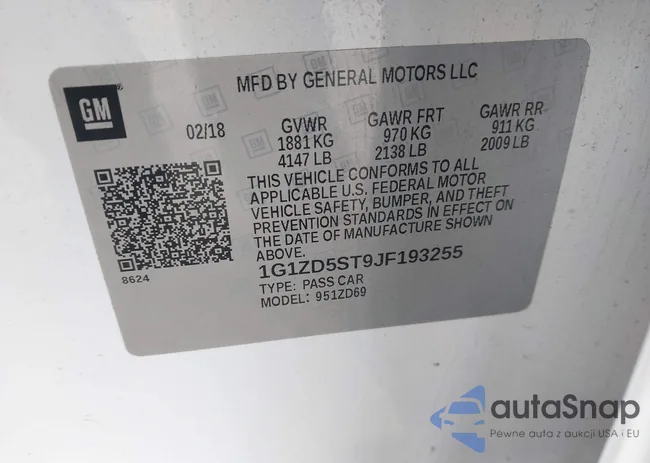 MFD BY GENERAL MOTORS LLC
GM
02/18
GVWR
1881 KG
4147 LB
GAWR FRT
970 KG
2138 LB
GAWR RR
911 KG
2009 LB
THIS VEHICLE CONFORMS TO ALL
APPLICABLE U.S. FEDERAL MOTOR
VEHICLE SAFETY, BUMPER, AND THEFT
PREVENTION STANDARDS IN EFFECT ON
THE DATE OF MANUFACTURE SHOWN
ABOVE.
1G1ZD5ST9JF193255
TYPE: PASS CAR
MODEL: 951ZD69
8624
autaSnap
Pewne auta z aukcji USA i EU